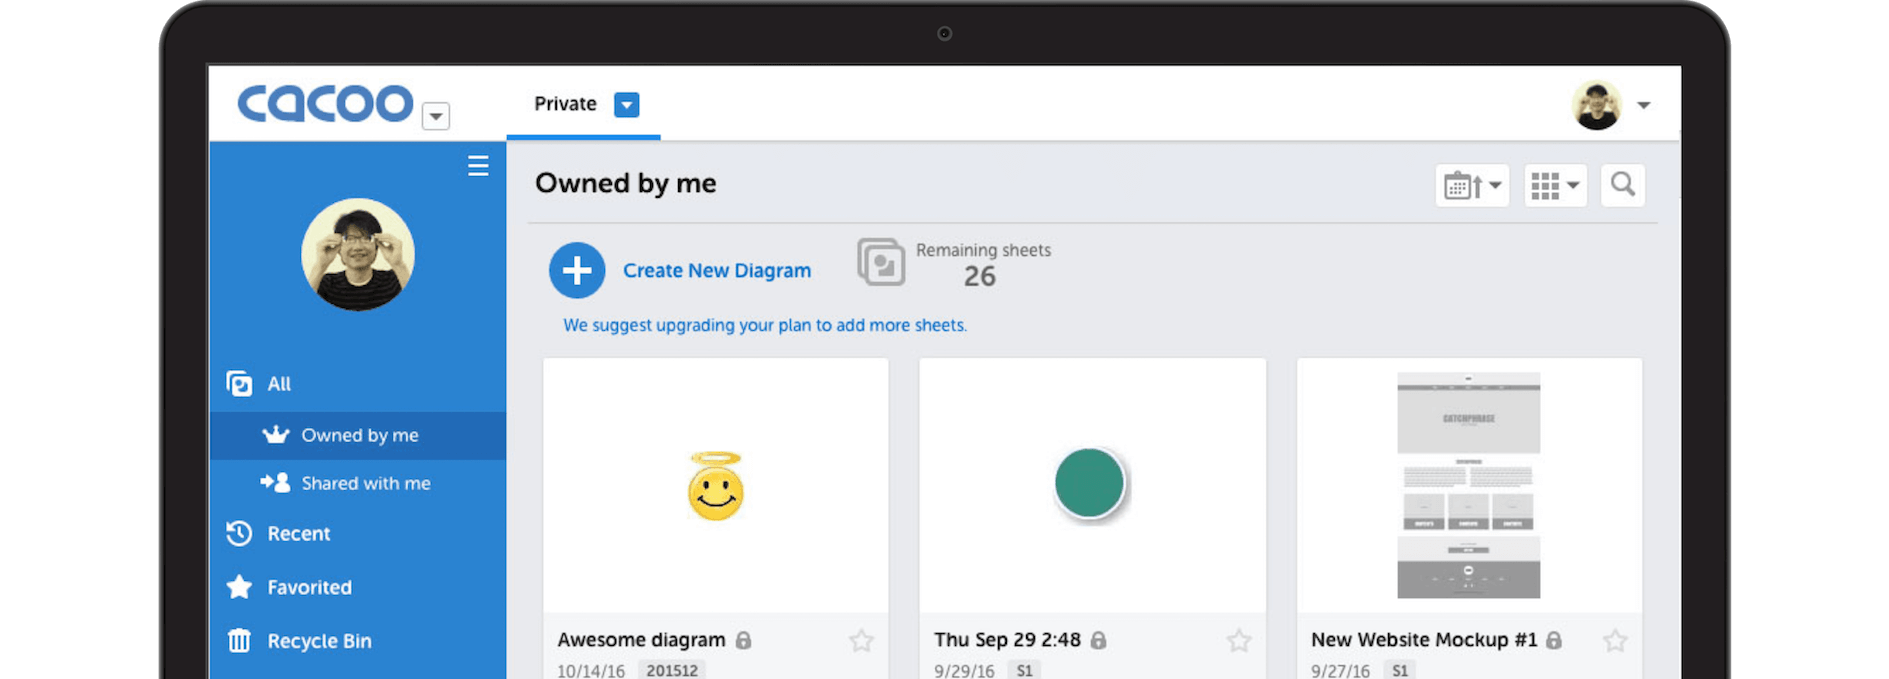 cacoo
Private
Owned by me
Create New Diagram
Remaining sheets
26
We suggest upgrading your plan to add more sheets.
All
Owned by me
Shared with me
Recent
Favorited
Recycle Bin
CATCHPHRASE
Awesome diagram
10/14/16 201512
Thu Sep 29 2:48
9/29/16 S1
New Website Mockup #1
9/27/16 S1